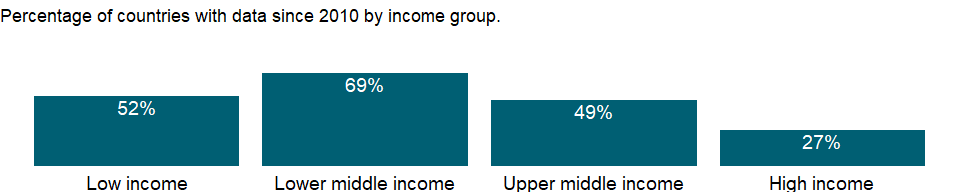 Percentage of countries with data since 2010 by income group.
52%
69%
49%
27%
Low income
Lower middle income
Upper middle income
High income